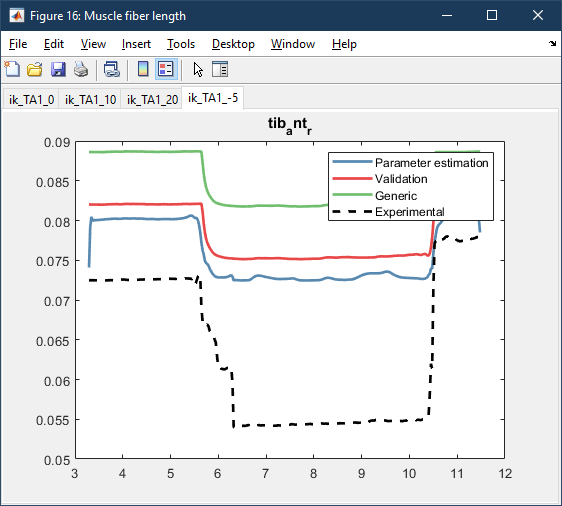 Figure 16: Muscle fiber length
File Edit View Insert Tools Desktop Window Help
ik_TA1_0 ik_TA1_10 ik_TA1_20 ik_TA1_-5
tib_ant_r
0.09
0.085
0.08
0.075
0.07
0.065
0.06
0.055
0.05
Parameter estimation
Validation
Generic
Experimental
3 4 5 6 7 8 9 10 11 12